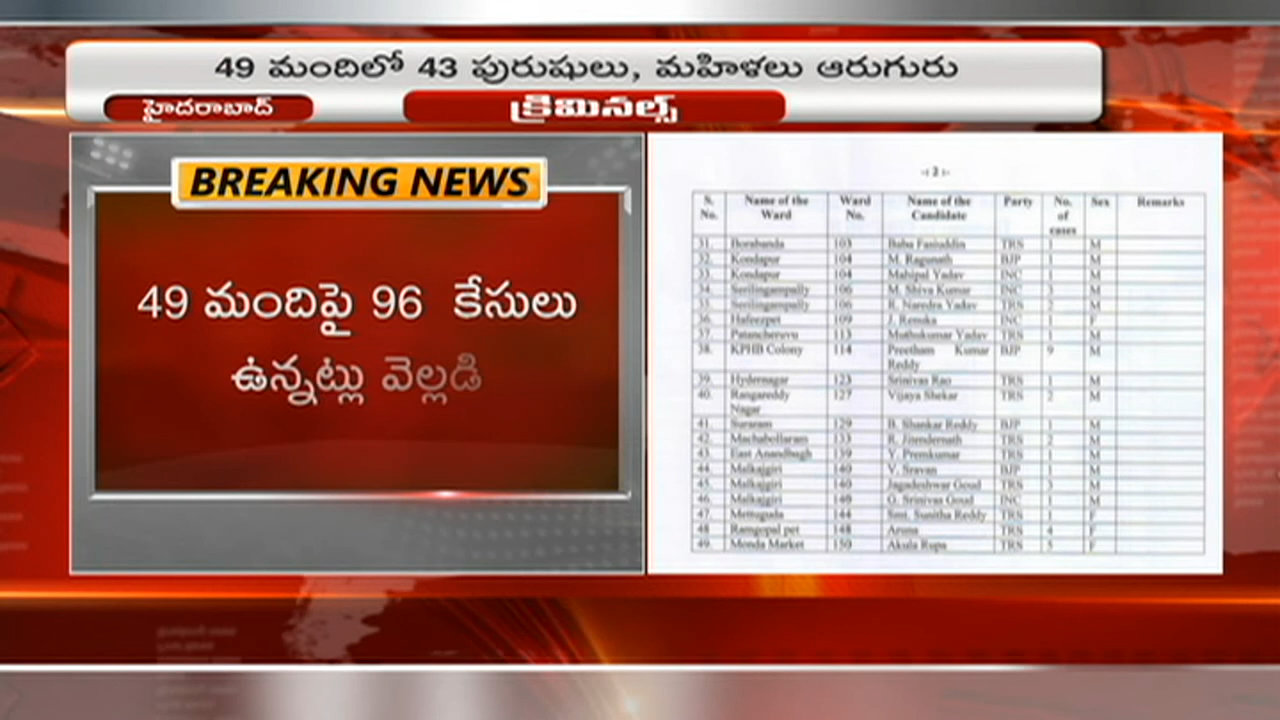 49 మందిలో 43 పురుషులు, మహిళలు ఆరుగురు
హైదరాబాద్ క్రిమినల్స్
BREAKING NEWS
49 మందిపై 96 కేసులు
ఉన్నట్లు వెల్లడి
S. No. Name of the Ward Ward No. Name of the Candidate Party No. of cases Sex Remarks
31. Borabanda 103 Baba Fasiuddin TRS 1 M
32. Kondapur 104 M. Ragunath BJP 1 M
33. Kondapur 104 Mahipal Yadav INC 1 M
34. Serilingampally 106 M. Shiva Kumar INC 3 M
35. Serilingampally 106 R. Naredra Yadav TRS 2 M
36. Hafeezpet 109 J. Renuka INC 1 F
37. Patancheruvu 113 Muthukumar Yadav TRS 1 M
38. KPHB Colony 114 Preetham Kumar Reddy BJP 9 M
39. Hydernagar 123 Srinivas Rao TRS 1 M
40. Rangareddy Nagar 127 Vijaya Shekar TRS 2 M
41. Suraram 129 B. Shankar Reddy BJP 1 M
42. Machabollaram 133 R. Jitendernath TRS 2 M
43. East Anandbagh 139 Y. Premkumar TRS 1 M
44. Malkajgiri 140 V. Sravan BJP 1 M
45. Malkajgiri 140 Jagadeshwar Goud TRS 3 M
46. Malkajgiri 140 G. Srinivas Goud INC 1 M
47. Mettuguda 144 Smt. Sunitha Reddy TRS 1 F
48 Ramgopal pet 148 Aruna TRS 4 F
49. Monda Market 150 Akula Rupa TRS 5 F